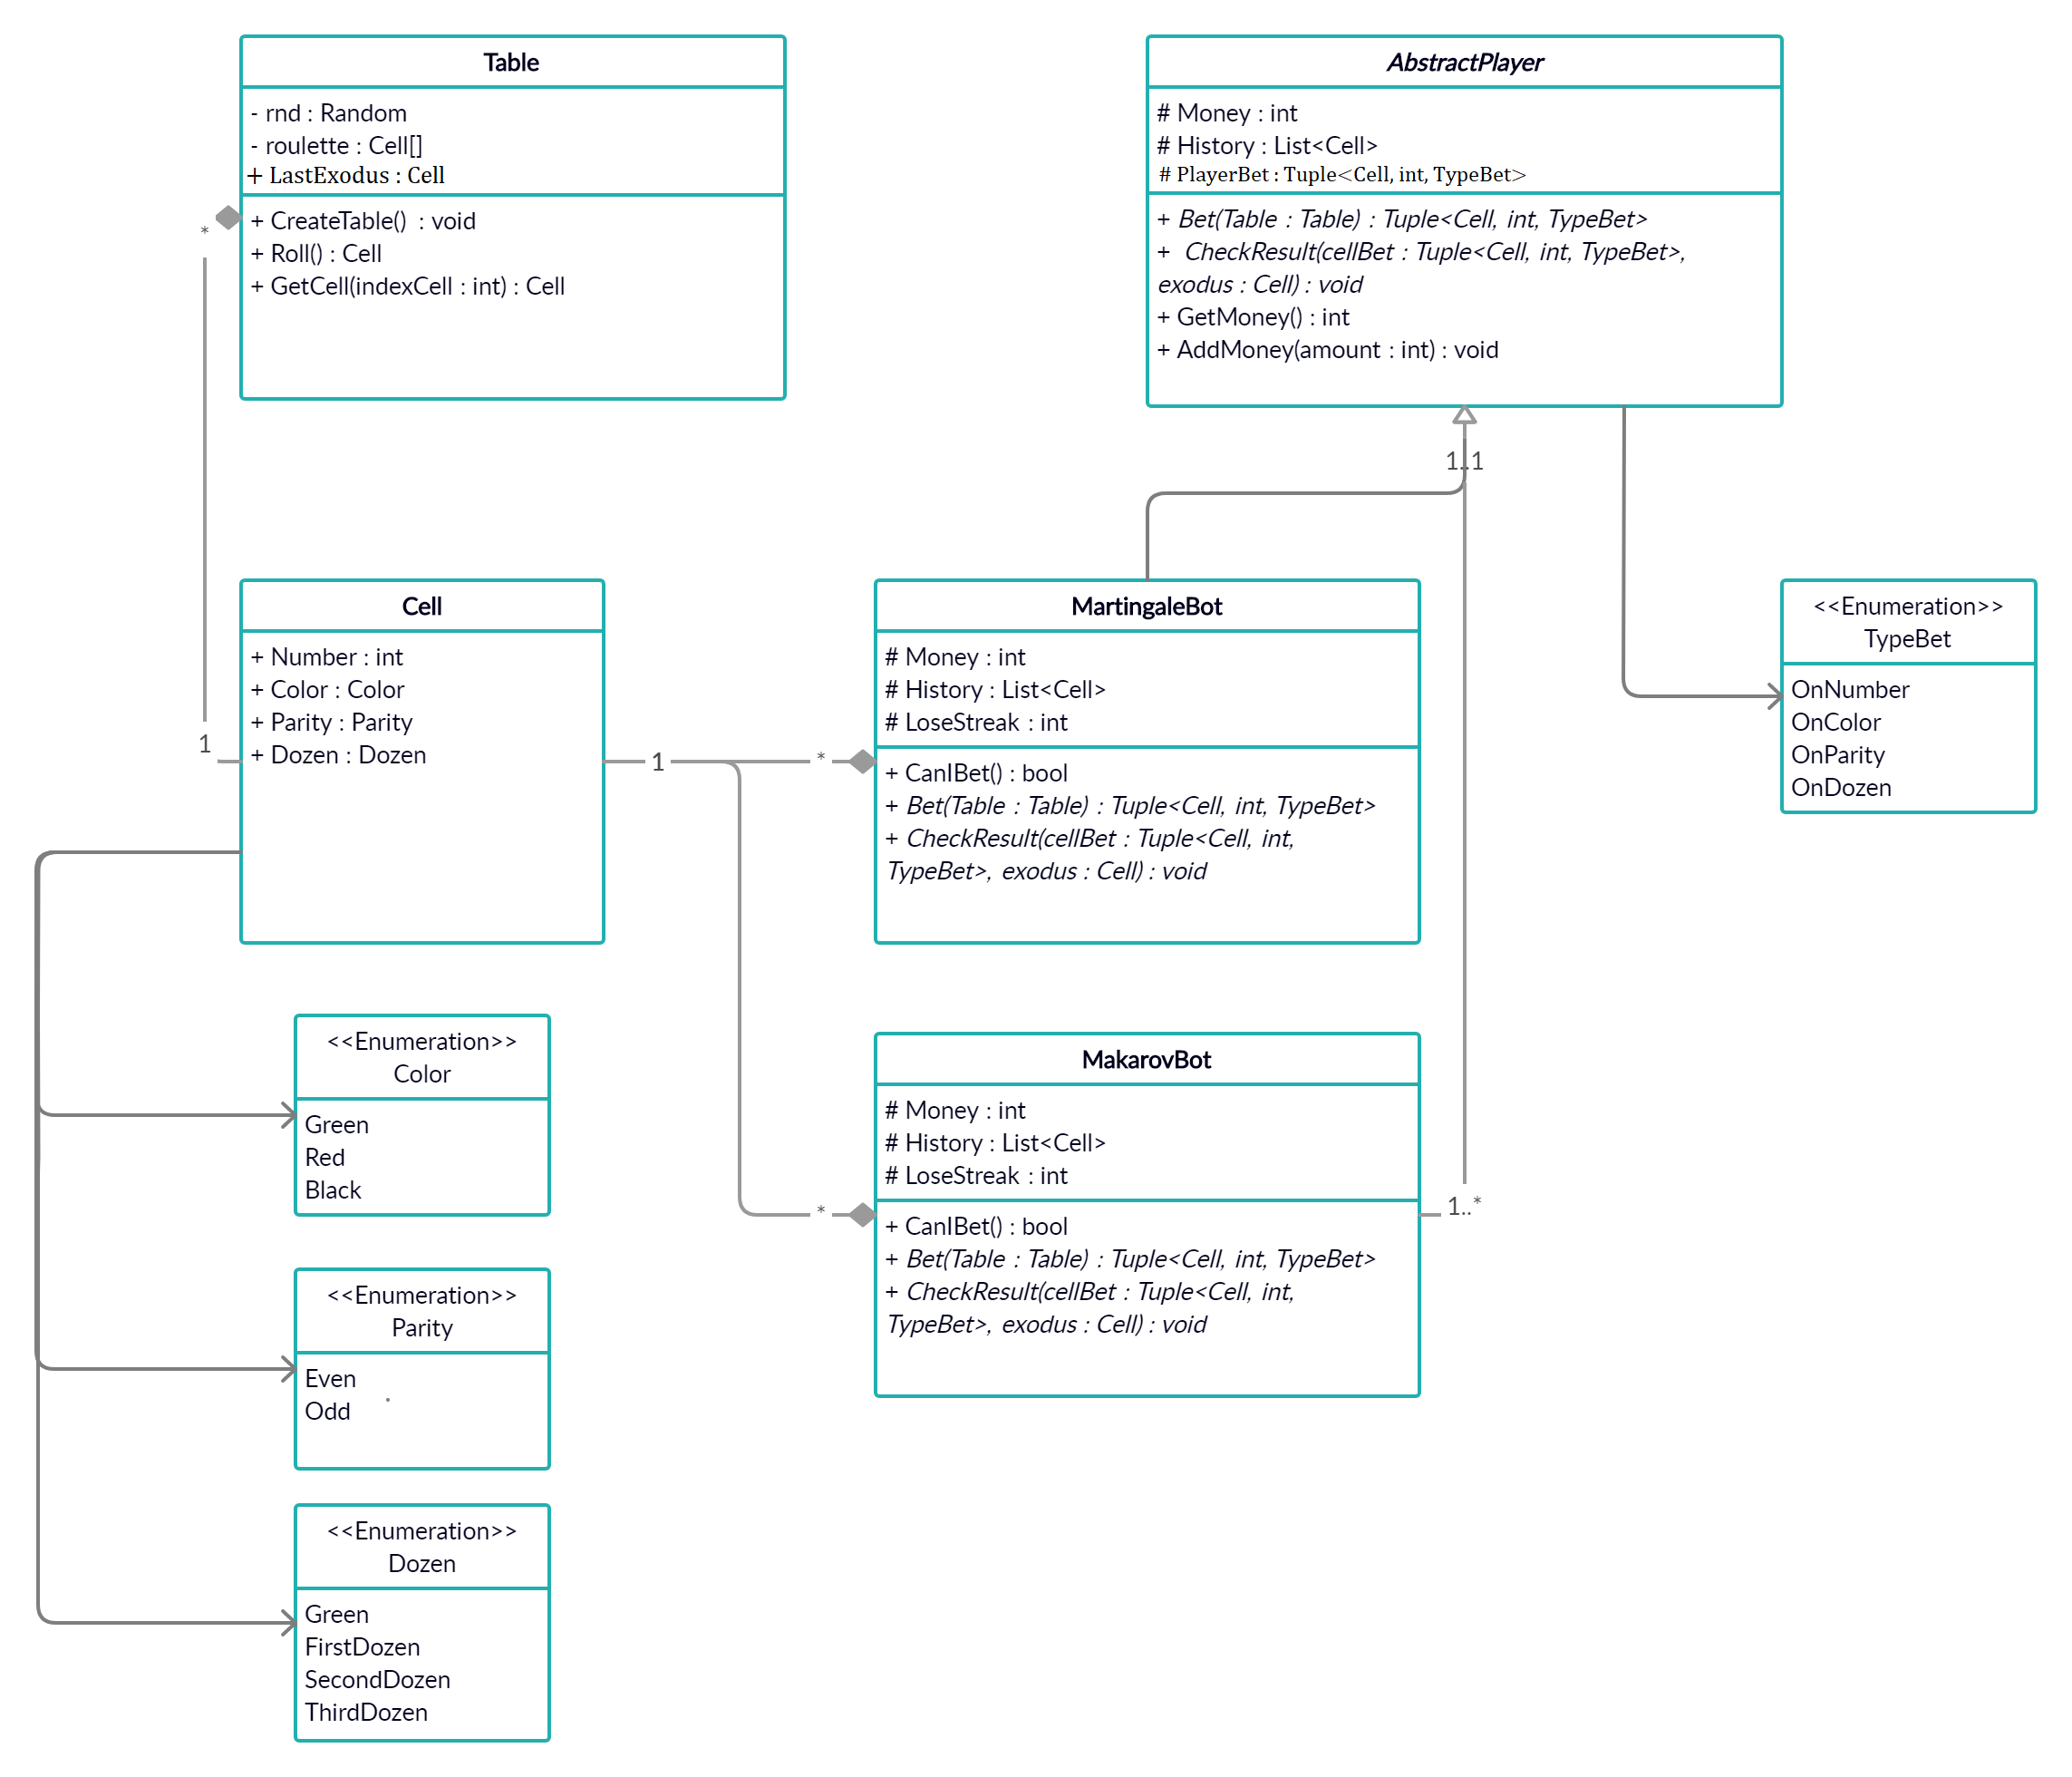 Table
- rnd : Random
- roulette : Cell[]
+ LastExodus : Cell
+ CreateTable() : void
+ Roll() : Cell
+ GetCell(indexCell : int) : Cell
*
1
AbstractPlayer
# Money : int
# History : List<Cell>
# PlayerBet : Tuple<Cell, int, TypeBet>
+ Bet(Table : Table) : Tuple<Cell, int, TypeBet>
+ CheckResult(cellBet : Tuple<Cell, int, TypeBet>,
exodus : Cell) : void
+ GetMoney() : int
+ AddMoney(amount : int) : void
1..1
Cell
+ Number : int
+ Color : Color
+ Parity : Parity
+ Dozen : Dozen
1
*
MartingaleBot
# Money : int
# History : List<Cell>
# LoseStreak : int
+ CanIBet() : bool
+ Bet(Table : Table) : Tuple<Cell, int, TypeBet>
+ CheckResult(cellBet : Tuple<Cell, int,
TypeBet>, exodus : Cell) : void
<<Enumeration>>
TypeBet
OnNumber
OnColor
OnParity
OnDozen
<<Enumeration>>
Color
Green
Red
Black
*
MakarovBot
# Money : int
# History : List<Cell>
# LoseStreak : int
+ CanIBet() : bool
+ Bet(Table : Table) : Tuple<Cell, int, TypeBet>
+ CheckResult(cellBet : Tuple<Cell, int,
TypeBet>, exodus : Cell) : void
1..*
<<Enumeration>>
Parity
Even
Odd
<<Enumeration>>
Dozen
Green
FirstDozen
SecondDozen
ThirdDozen